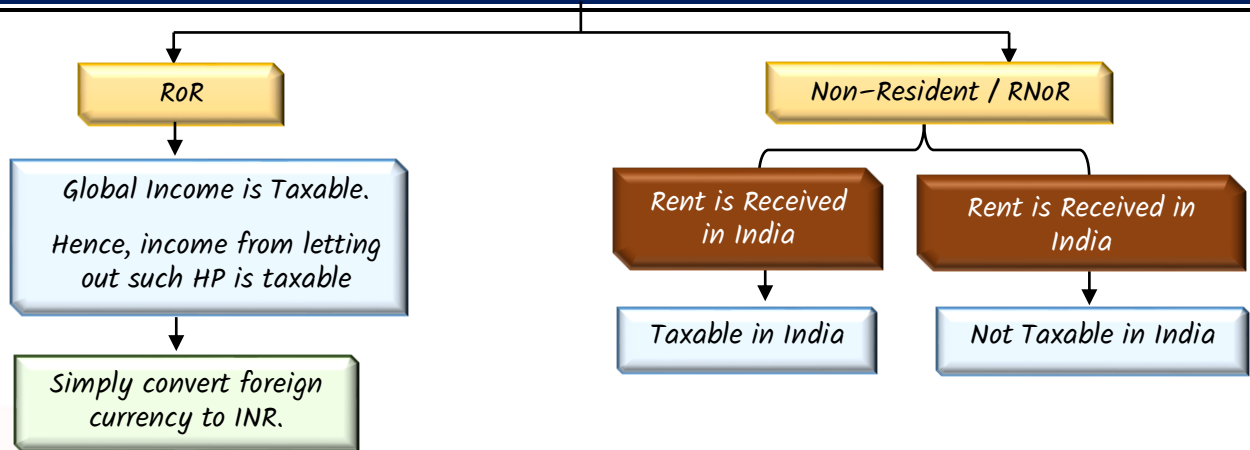 RoR
Global Income is Taxable.
Hence, income from letting
out such HP is taxable
Simply convert foreign
currency to INR.
Non-Resident / RNoR
Rent is Received
in India
Taxable in India
Rent is Received in
India
Not Taxable in India